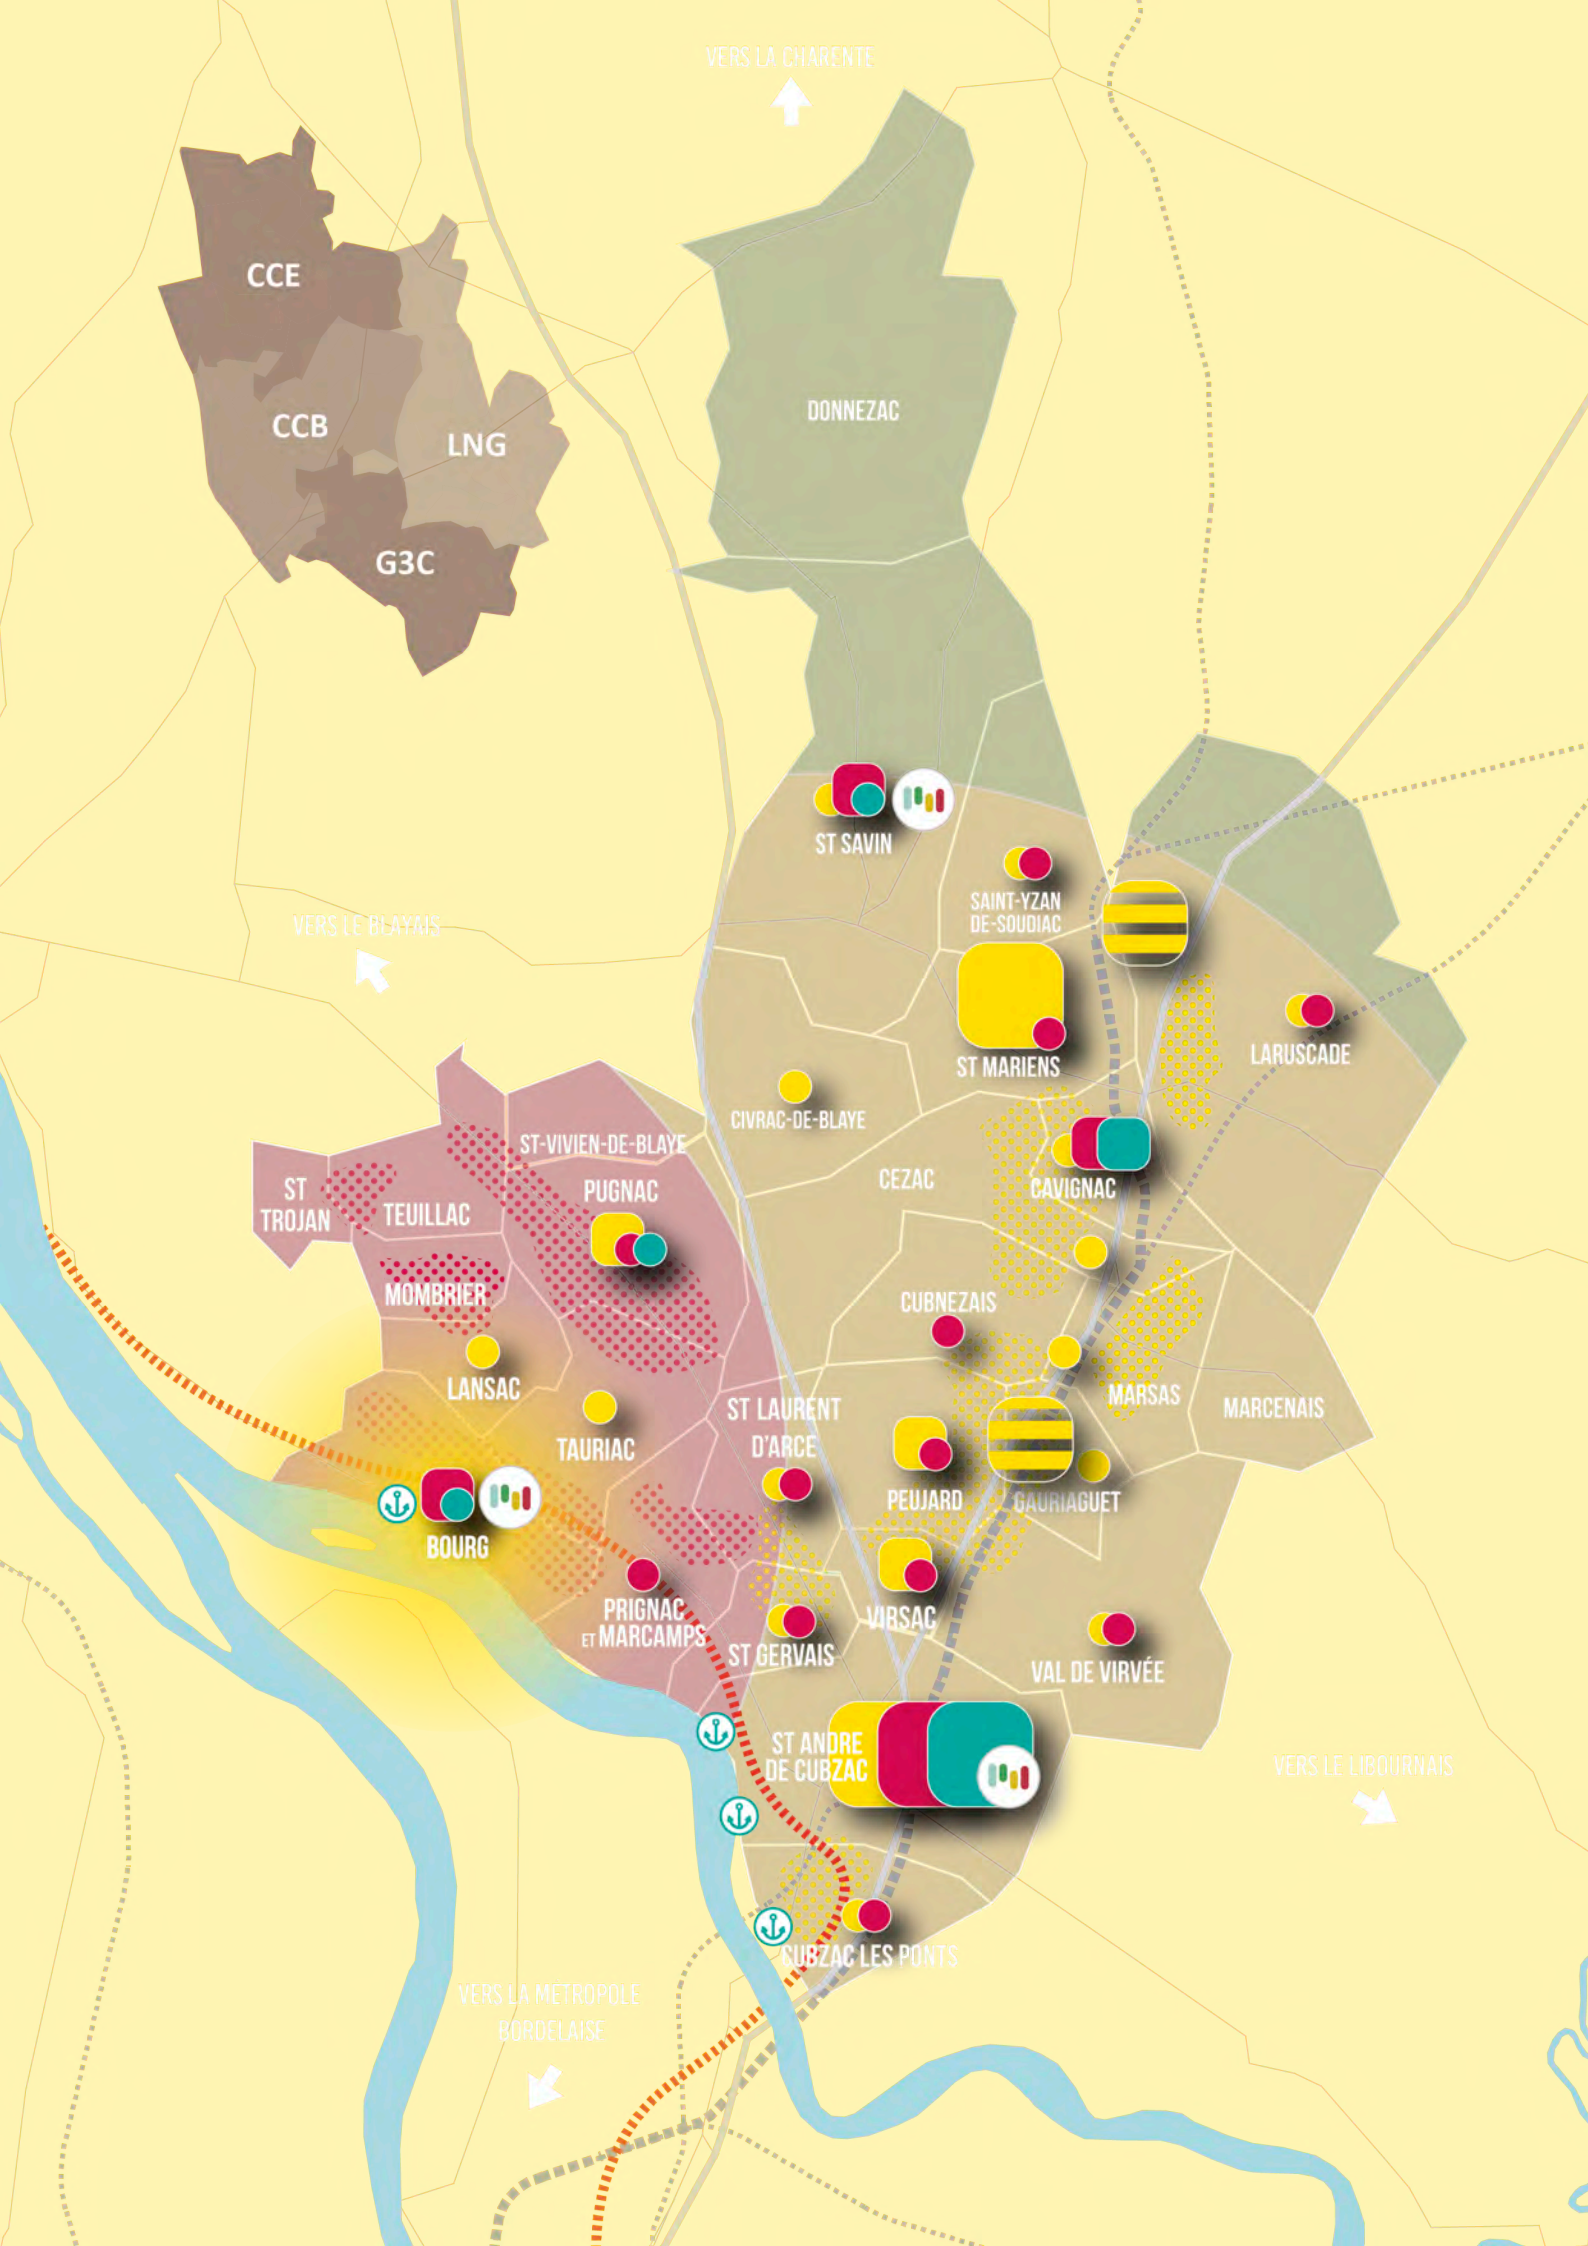 VERS LA CHARENTE
CCE
CCB
LNG
G3C
DONNEZAC
ST SAVIN
SAINT-YZAN
DE-SOUDIAC
VERS LE BLAYAIS
ST MARIENS
LARUSCADE
CIVRAC-DE-BLAYE
ST-VIVIEN-DE-BLAYE
CEZAC
CAVIGNAC
ST
TROJAN
TEUILLAC
PUGNAC
MOMBRIER
CUBNEZAIS
LANSAC
MARSAS
MARCENAIS
ST LAURENT
D'ARCE
TAURIAC
PEUJARD
GAURIAGUET
BOURG
PRIGNAC
ET MARCAMPS
VIRSAC
ST GERVAIS
VAL DE VIRVÉE
ST ANDRE
DE CUBZAC
VERS LE LIBOURNAIS
CUBZAC LES PONTS
VERS LA METROPOLE
BORDELAISE